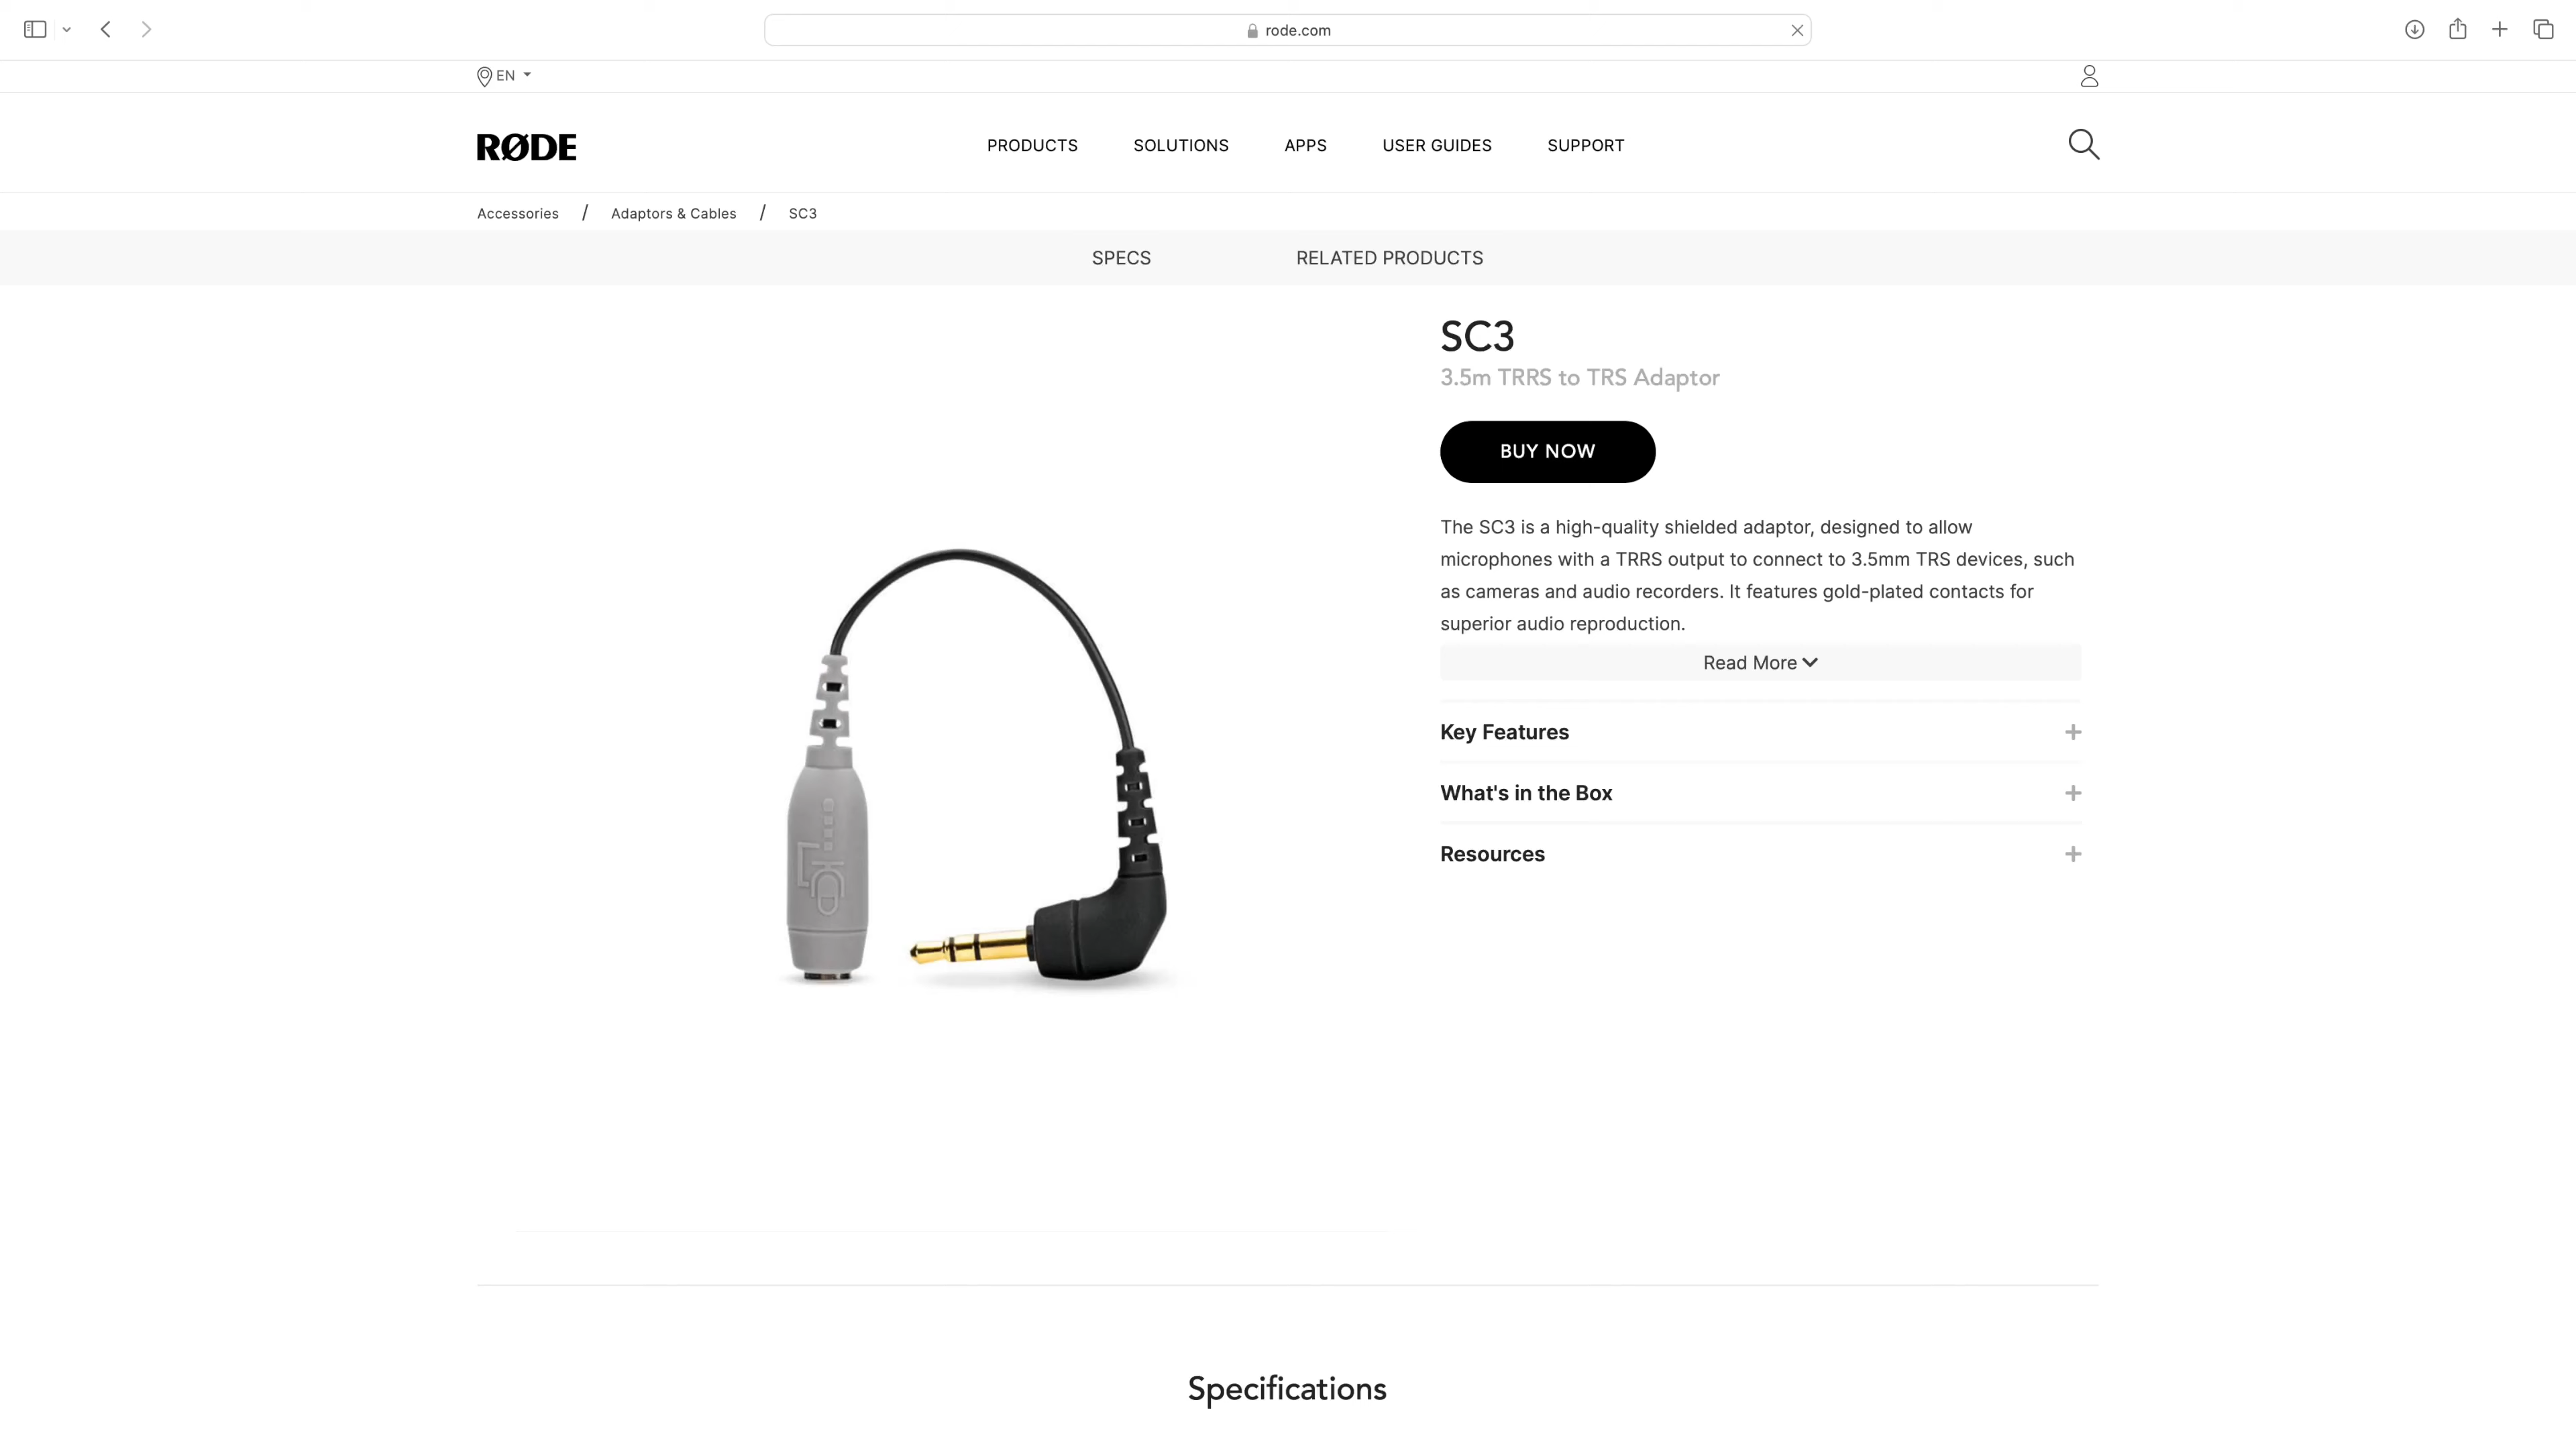 rode.com
EN
RØDE
PRODUCTS
SOLUTIONS
APPS
USER GUIDES
SUPPORT
Accessories / Adaptors & Cables / SC3
SPECS
RELATED PRODUCTS
SC3
3.5m TRRS to TRS Adaptor
BUY NOW
The SC3 is a high-quality shielded adaptor, designed to allow
microphones with a TRRS output to connect to 3.5mm TRS devices, such
as cameras and audio recorders. It features gold-plated contacts for
superior audio reproduction.
Read More
Key Features
What's in the Box
Resources
Specifications